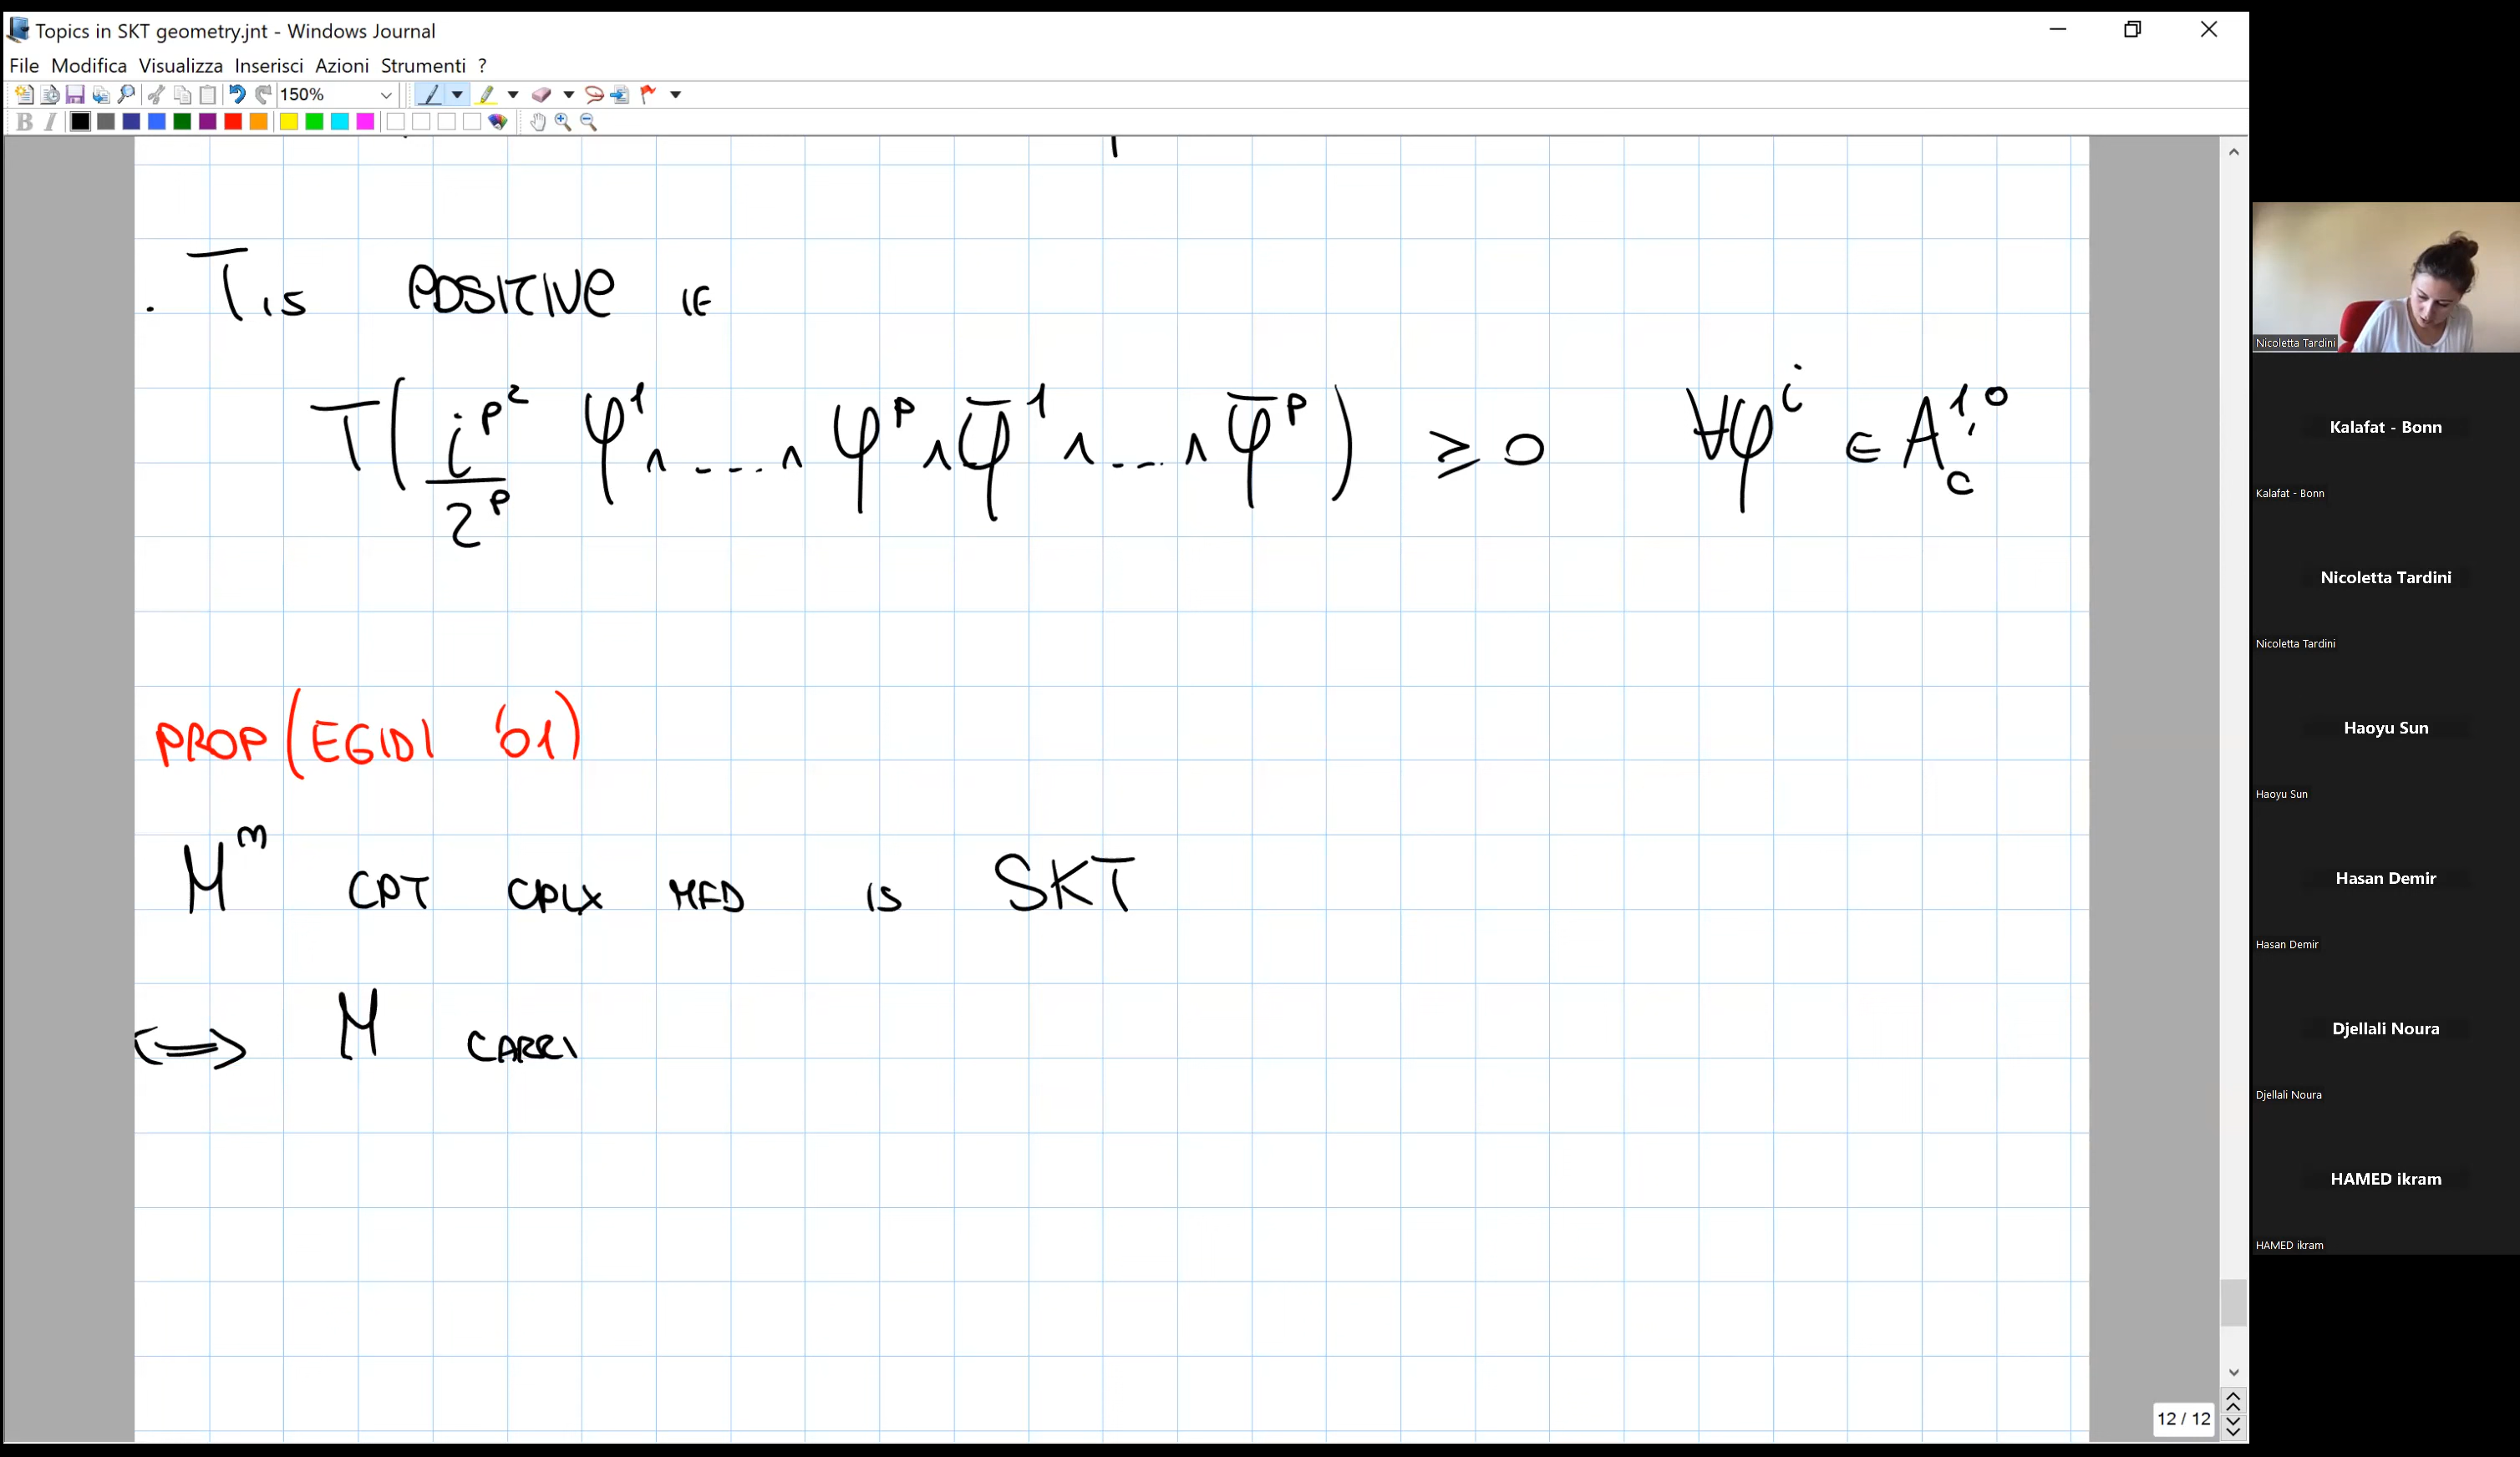 Topics in SKT geometry.jnt - Windows Journal
File Modifica Visualizza Inserisci Azioni Strumenti ?
150%
B I
. T IS POSITIVE IF
T( i^{p^2} / 2^p φ^1 ∧ .... ∧ φ^p ∧ φ̄^1 ∧ ... ∧ φ̄^p ) ≥ 0 ∀φ^i ∈ A_c^{1,0}
PROP (EGIDI '01)
M^m CPT CPLX MFD IS SKT
⟺ M CARRI
12 / 12
Nicoletta Tardini
Kalafat - Bonn
Kalafat - Bonn
Nicoletta Tardini
Nicoletta Tardini
Haoyu Sun
Haoyu Sun
Hasan Demir
Hasan Demir
Djellali Noura
Djellali Noura
HAMED ikram
HAMED ikram